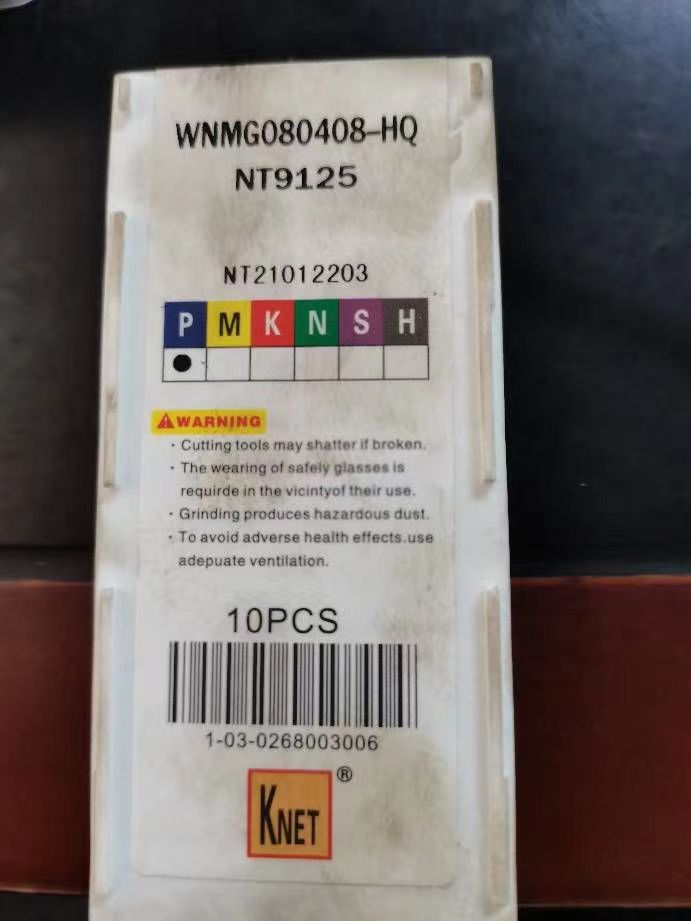 WNMG080408-HQ
NT9125
NT21012203
P M K N S H
WARNING
· Cutting tools may shatter if broken.
· The wearing of safely glasses is
requirde in the vicintyof their use.
· Grinding produces hazardous dust.
· To avoid adverse health effects.use
adepuate ventilation.
10PCS
1-03-0268003006
KNET ®